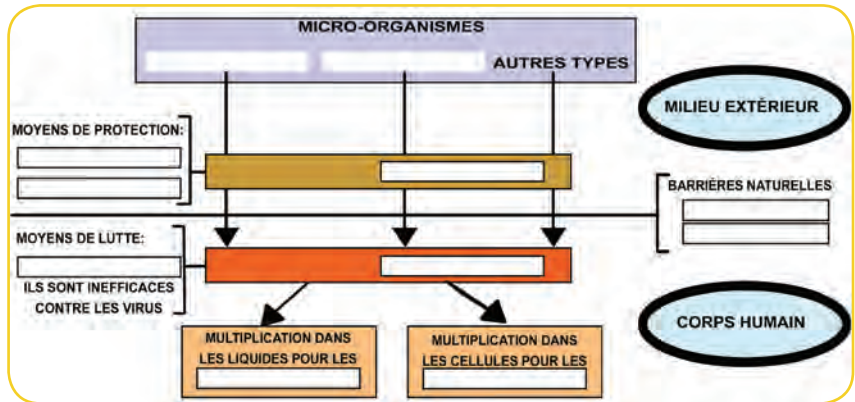 MICRO-ORGANISMES
AUTRES TYPES
MILIEU EXTÉRIEUR
MOYENS DE PROTECTION:
BARRIÈRES NATURELLES
MOYENS DE LUTTE:
ILS SONT INEFFICACES
CONTRE LES VIRUS
CORPS HUMAIN
MULTIPLICATION DANS
LES LIQUIDES POUR LES
MULTIPLICATION DANS
LES CELLULES POUR LES